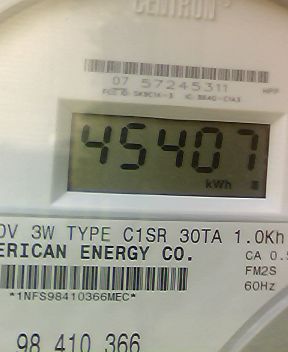 CENTRON
07 57245311
45407
kWh
0V 3W TYPE C1SR 30TA 1.0Kh
ERICAN ENERGY CO. CA 0.5
FM2S
*1NFS98410366MEC* 60Hz
98 410 366